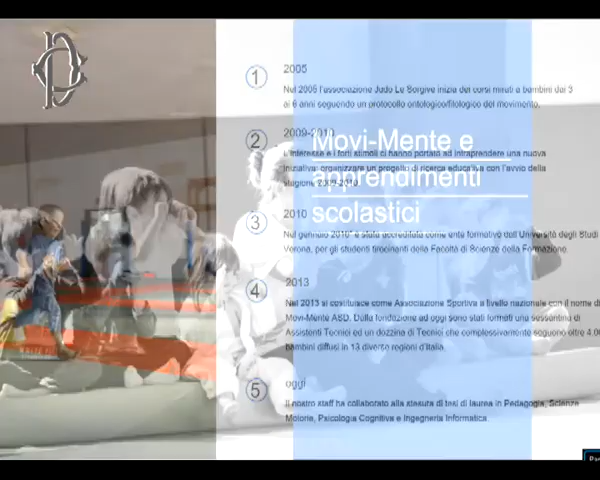 1
2005
Nel 2005 l'associazione Judo Le Sorgive inizia dei corsi mirati a bambini dai 3
ai 6 anni seguendo un protocollo ontologico/filologico del movimento.
2
2009-2010
L'interesse e i forti stimoli ci hanno portato ad intraprendere una nuova
iniziativa: organizzare un progetto di ricerca educativa con l'avvio della
stagione 2009-2010.
Movi-Mente e
apprendimenti
scolastici
3
2010
Nel gennaio 2010 è stata accreditata come ente formativo dall'Università degli Studi
Verona, per gli studenti tirocinanti della Facoltà di Scienze della Formazione.
4
2013
Nel 2013 si costituisce come Associazione Sportiva a livello nazionale con il nome di
Movi-Mente ASD. Dalla fondazione ad oggi sono stati formati una sessantina di
Assistenti Tecnici ed un dozzina di Tecnici che complessivamente seguono oltre 4.00
bambini diffusi in 13 diverse regioni d'Italia.
5
oggi
Il nostro staff ha collaborato alla stesura di tesi di laurea in Pedagogia, Scienze
Motorie, Psicologia Cognitiva e Ingegneria Informatica.